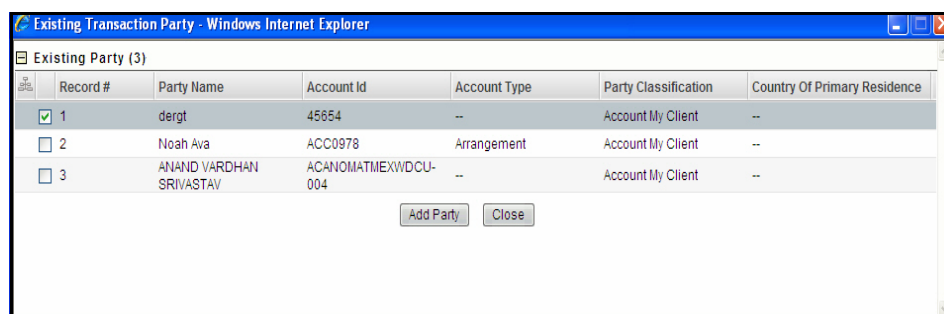 Existing Transaction Party - Windows Internet Explorer
Existing Party (3)
Record # Party Name Account Id Account Type Party Classification Country Of Primary Residence
1 dergt 45654 -- Account My Client --
2 Noah Ava ACC0978 Arrangement Account My Client --
3 ANAND VARDHAN SRIVASTAV ACANOMATMEXWDCU-004 -- Account My Client --
Add Party Close